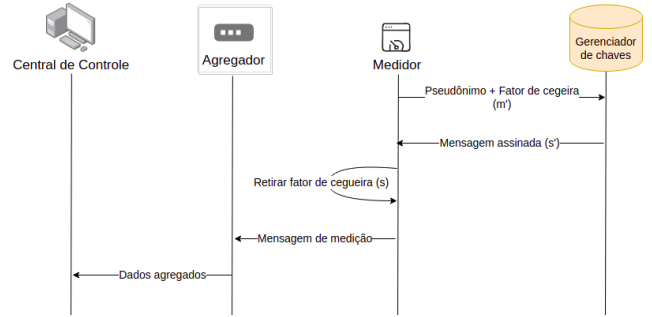 Central de Controle
Agregador
Medidor
Gerenciador
de chaves
Pseudônimo + Fator de cegeira
(m')
Mensagem assinada (s')
Retirar fator de cegueira (s)
Mensagem de medição
Dados agregados